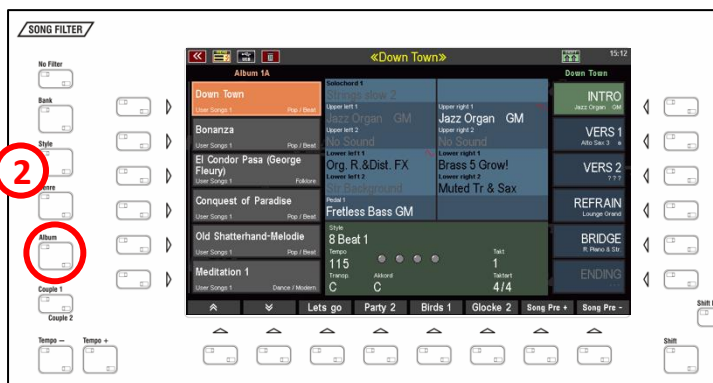 SONG FILTER
No Filter
Bank
Style
2
Genre
Album
Couple 1
Couple 2
Tempo –
Tempo +
«Down Town»
15:12
Album 1A
Down Town
Down Town
User Songs 1
Pop / Beat
Bonanza
User Songs 1
Pop / Beat
El Condor Pasa (George
Fleury)
User Songs 1
Folklore
Conquest of Paradise
User Songs 1
Pop / Beat
Old Shatterhand-Melodie
User Songs 1
Pop / Beat
Meditation 1
User Songs 1
Dance / Modern
Solochord 1
Strings slow 2
Upper left 1
Jazz Organ GM
Upper right 1
Jazz Organ GM
Upper left 2
No Sound
Upper right 2
No Sound
Lower left 1
Org. R.&Dist. FX
Lower right 1
Brass 5 Grow!
Lower left 2
Str Background
Lower right 2
Muted Tr & Sax
Pedal 1
Fretless Bass GM
Style
8 Beat 1
Tempo
115
Takt
1
Transp
C
Akkord
C
Taktart
4/4
INTRO
Jazz Organ GM
VERS 1
Alto Sax 3
VERS 2
???
REFRAIN
Lounge Grand
BRIDGE
R. Piano & Str.
ENDING
Lets go
Party 2
Birds 1
Glocke 2
Song Pre +
Song Pre -
Shift
Shift